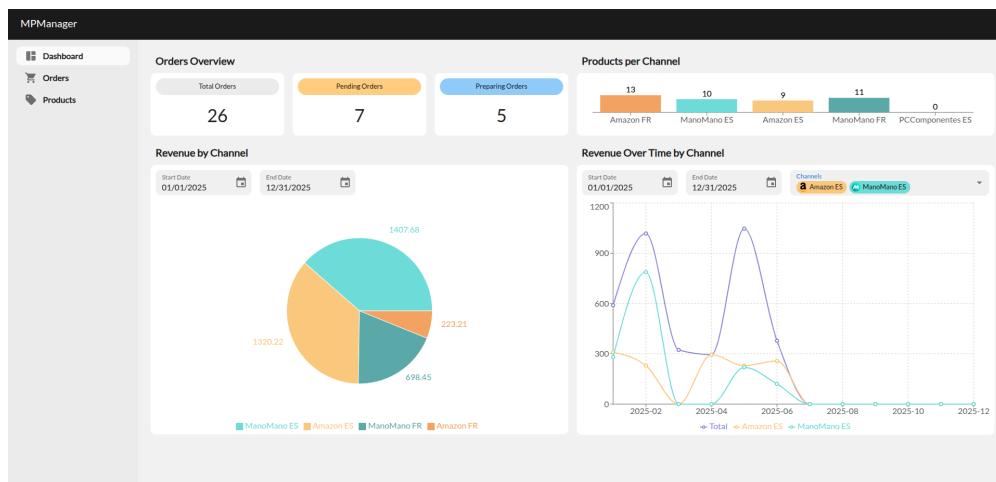 MPManager
Dashboard
Orders
Products
Orders Overview
Total Orders
26
Pending Orders
7
Preparing Orders
5
Products per Channel
13
10
9
11
0
Amazon FR
ManoMano ES
Amazon ES
ManoMano FR
PCComponentes ES
Revenue by Channel
Start Date
01/01/2025
End Date
12/31/2025
1407.68
1320.22
223.21
698.45
ManoMano ES
Amazon ES
ManoMano FR
Amazon FR
Revenue Over Time by Channel
Start Date
01/01/2025
End Date
12/31/2025
Channels
a Amazon ES
ManoMano ES
1200
900
600
300
0
2025-02
2025-04
2025-06
2025-08
2025-10
2025-12
Total
Amazon ES
ManoMano ES